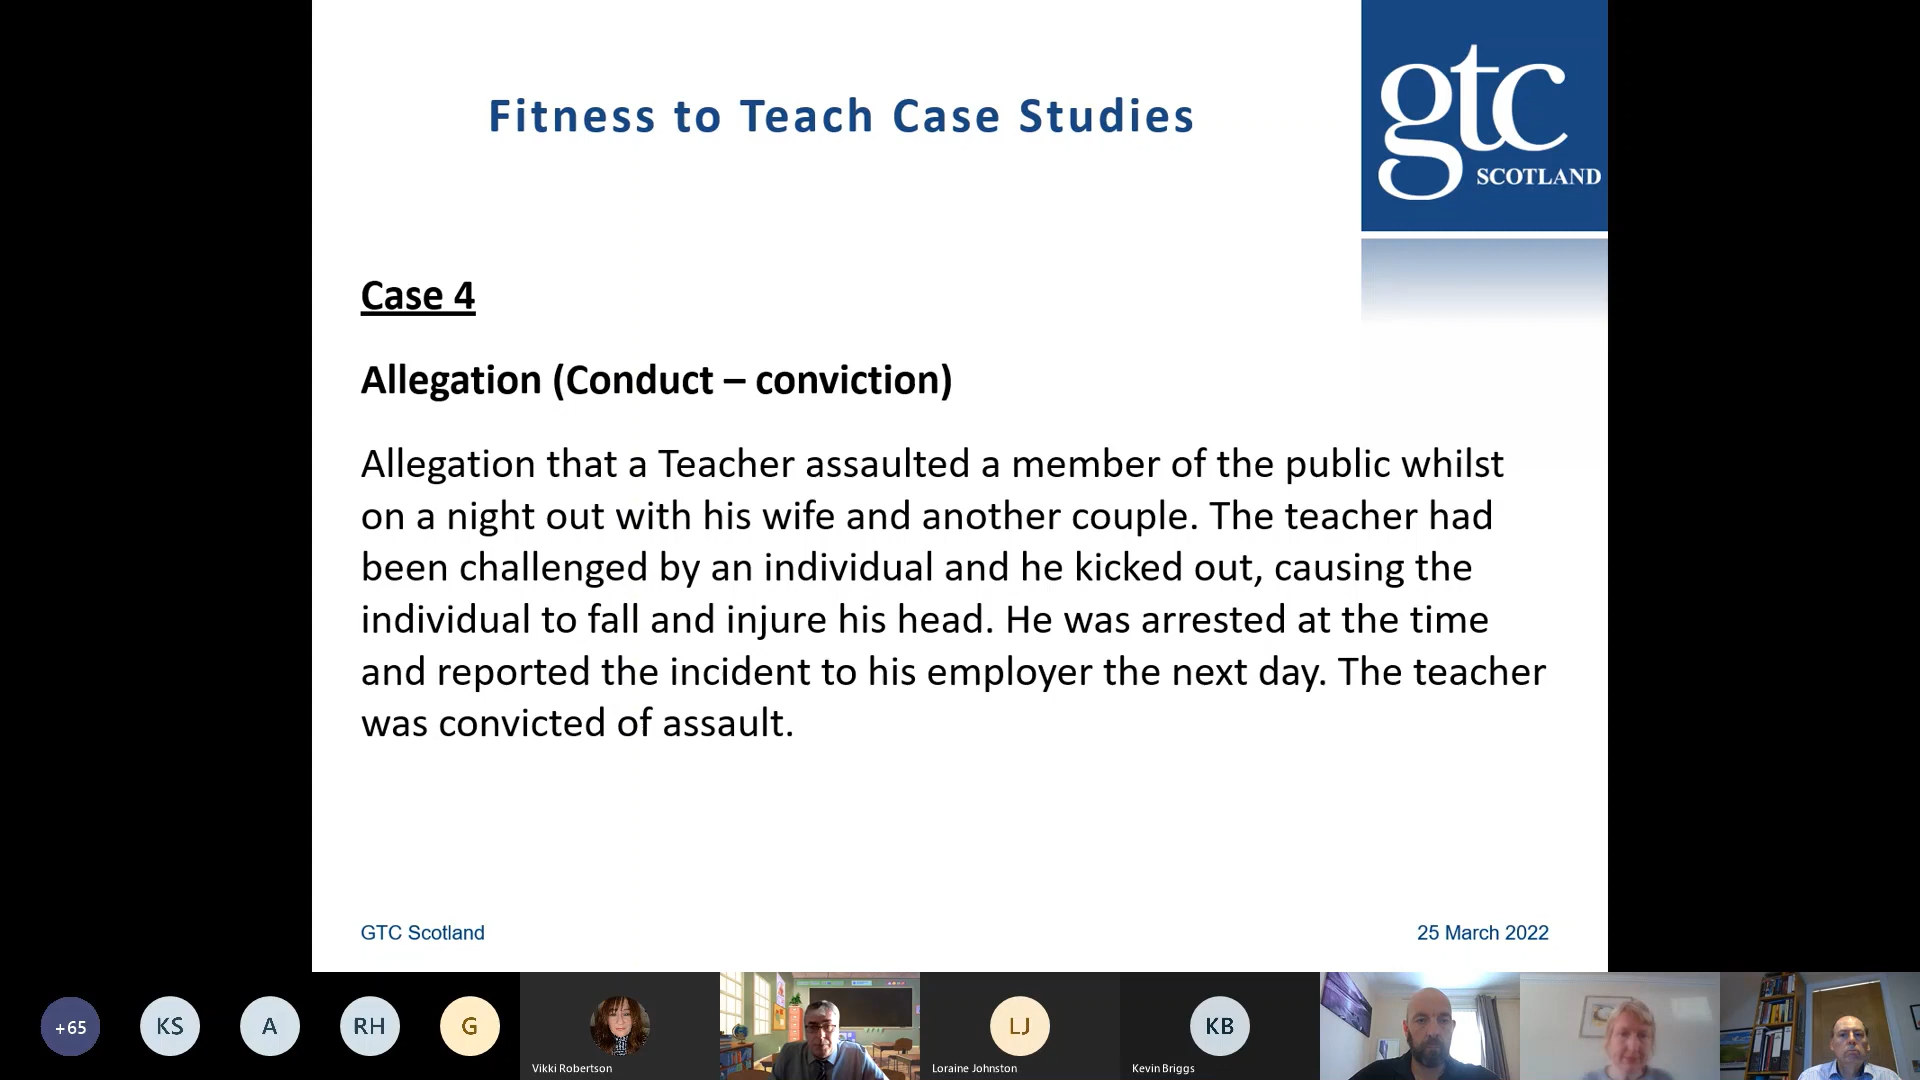 Fitness to Teach Case Studies
gtc
SCOTLAND
Case 4
Allegation (Conduct – conviction)
Allegation that a Teacher assaulted a member of the public whilst
on a night out with his wife and another couple. The teacher had
been challenged by an individual and he kicked out, causing the
individual to fall and injure his head. He was arrested at the time
and reported the incident to his employer the next day. The teacher
was convicted of assault.
GTC Scotland
25 March 2022
+65
KS
A
RH
G
LJ
KB
Vikki Robertson
Loraine Johnston
Kevin Briggs